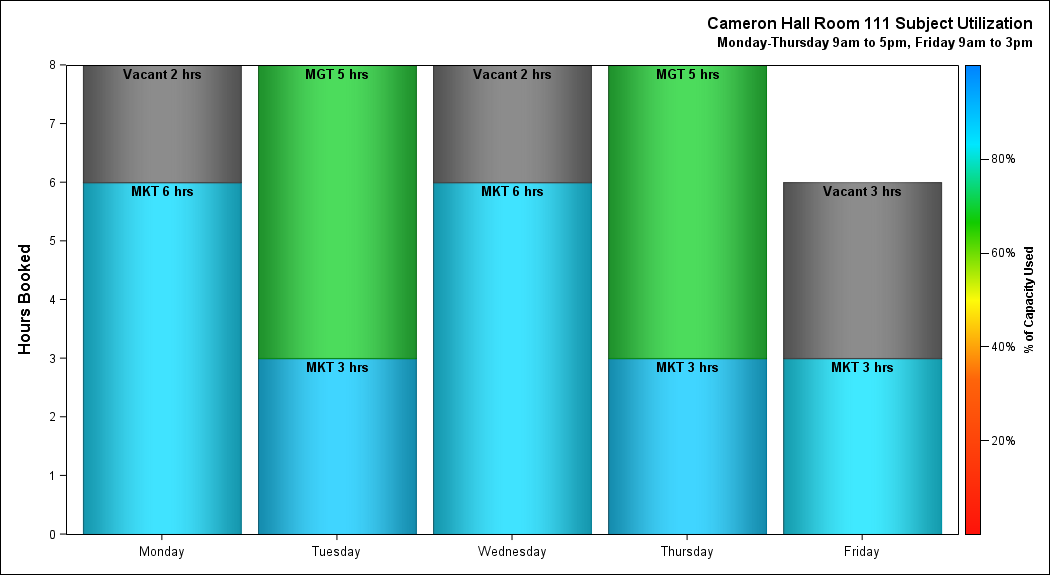 Cameron Hall Room 111 Subject Utilization
Monday-Thursday 9am to 5pm, Friday 9am to 3pm
Hours Booked
8
7
6
5
4
3
2
1
0
Vacant 2 hrs
MKT 6 hrs
MGT 5 hrs
MKT 3 hrs
Vacant 2 hrs
MKT 6 hrs
MGT 5 hrs
MKT 3 hrs
Vacant 3 hrs
MKT 3 hrs
Monday
Tuesday
Wednesday
Thursday
Friday
80%
60%
40%
20%
% of Capacity Used